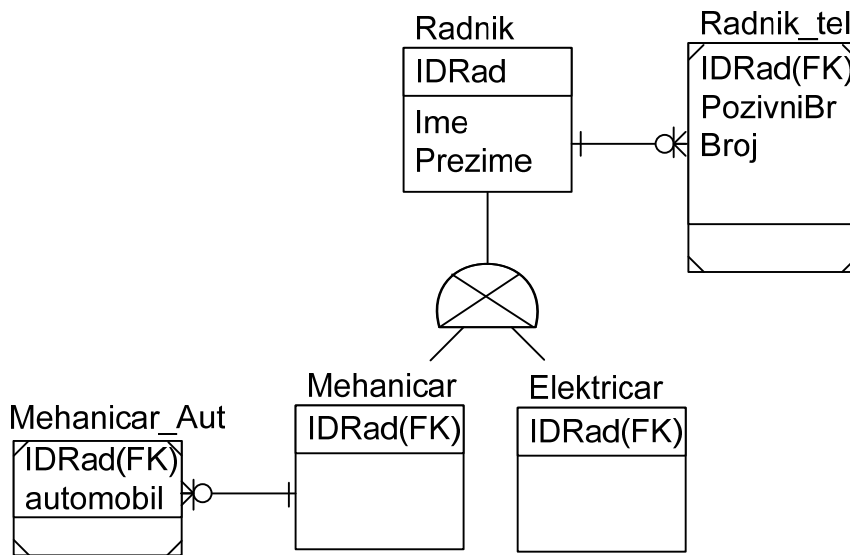 Radnik
IDRad
Ime
Prezime
Radnik_tel
IDRad(FK)
PozivniBr
Broj
Mehanicar
IDRad(FK)
Elektricar
IDRad(FK)
Mehanicar_Aut
IDRad(FK)
automobil